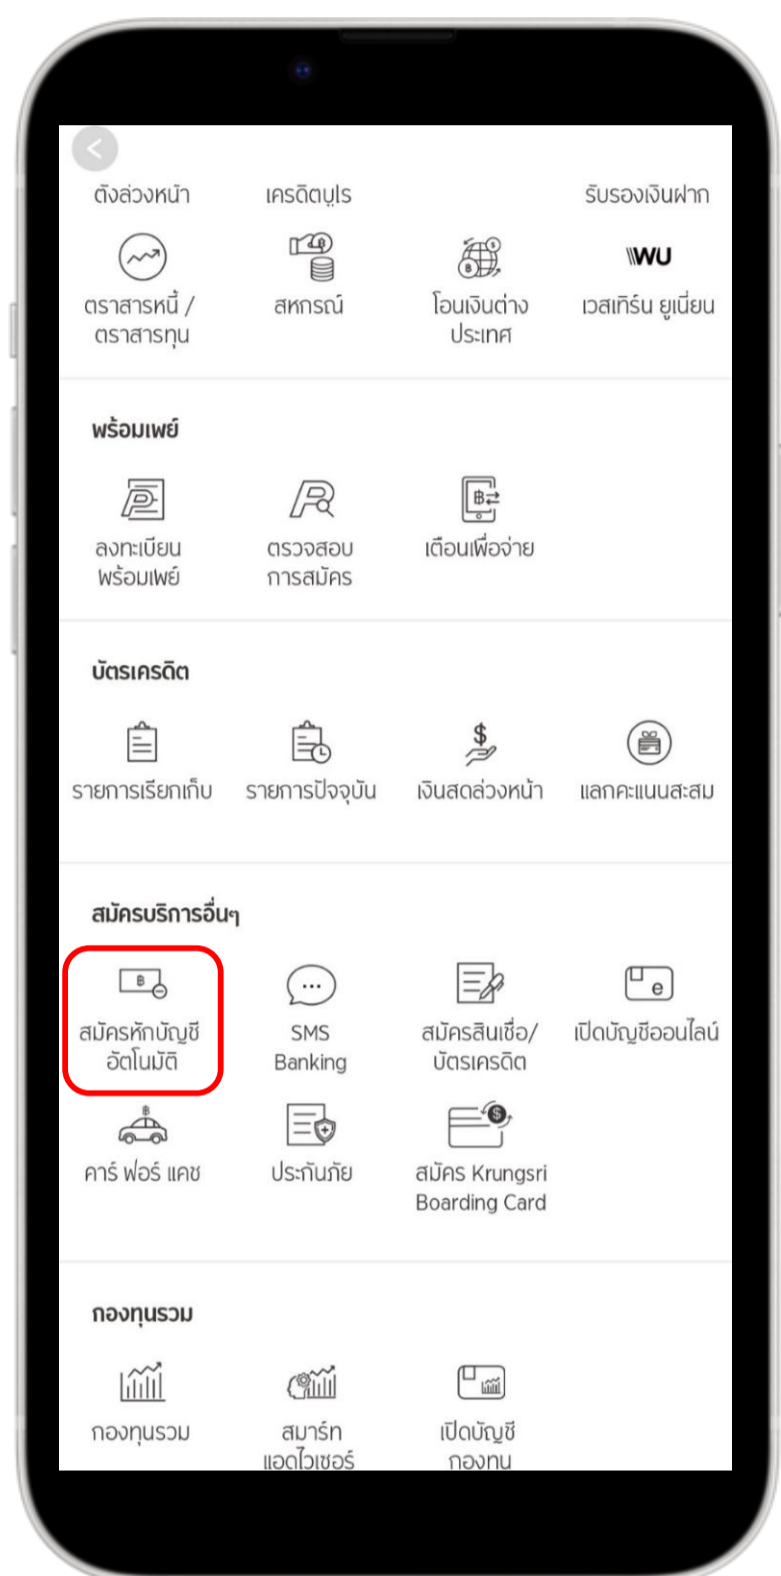 ตั้งล่วงหน้า เครดิตบูโร รับรองเงินฝาก
WU
ตราสารหนี้ / สหกรณ์ โอนเงินต่าง เวสเทิร์น ยูเนี่ยน
ตราสารทุน ประเทศ
พร้อมเพย์
ลงทะเบียน ตรวจสอบ เตือนเพื่อจ่าย
พร้อมเพย์ การสมัคร
บัตรเครดิต
รายการเรียกเก็บ รายการปัจจุบัน เงินสดล่วงหน้า แลกคะแนนสะสม
สมัครบริการอื่นๆ
สมัครหักบัญชี SMS สมัครสินเชื่อ/ เปิดบัญชีออนไลน์
อัตโนมัติ Banking บัตรเครดิต
คาร์ ฟอร์ แคช ประกันภัย สมัคร Krungsri
Boarding Card
กองทุนรวม
กองทุนรวม สมาร์ท เปิดบัญชี
แอดไวเซอร์ กองทุน